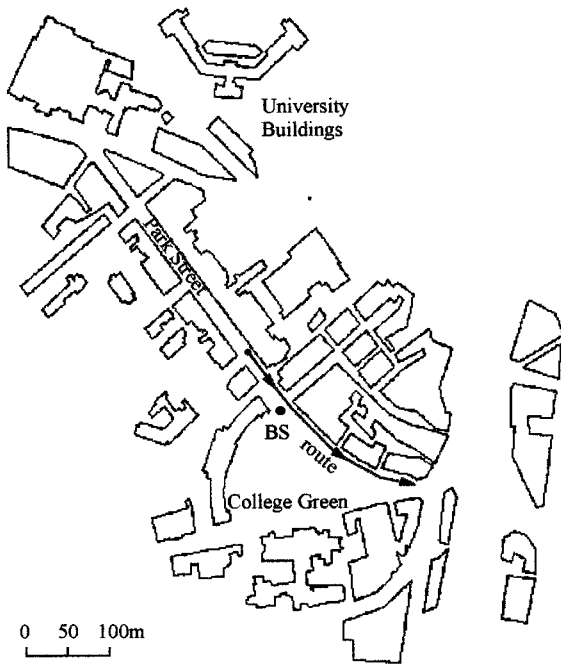 University
Buildings
Park Street
BS
route
College Green
0 50 100m